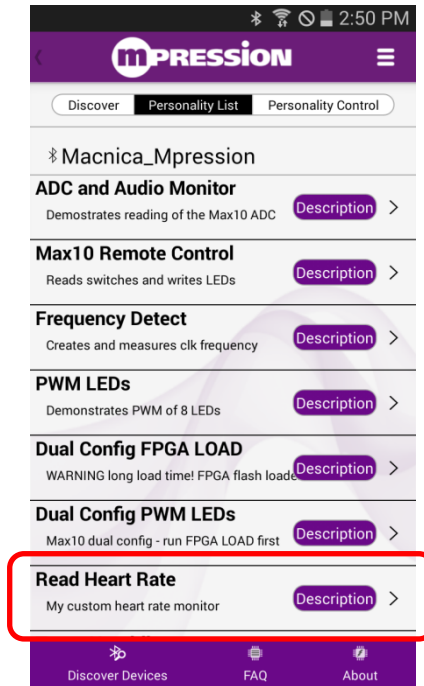 2:50 PM
mPRESSION
Discover
Personality List
Personality Control
Macnica_Mpression
ADC and Audio Monitor
Demostrates reading of the Max10 ADC
Description
Max10 Remote Control
Reads switches and writes LEDs
Description
Frequency Detect
Creates and measures clk frequency
Description
PWM LEDs
Demonstrates PWM of 8 LEDs
Description
Dual Config FPGA LOAD
WARNING long load time! FPGA flash loade
Description
Dual Config PWM LEDs
Max10 dual config - run FPGA LOAD first
Description
Read Heart Rate
My custom heart rate monitor
Description
Discover Devices
FAQ
About